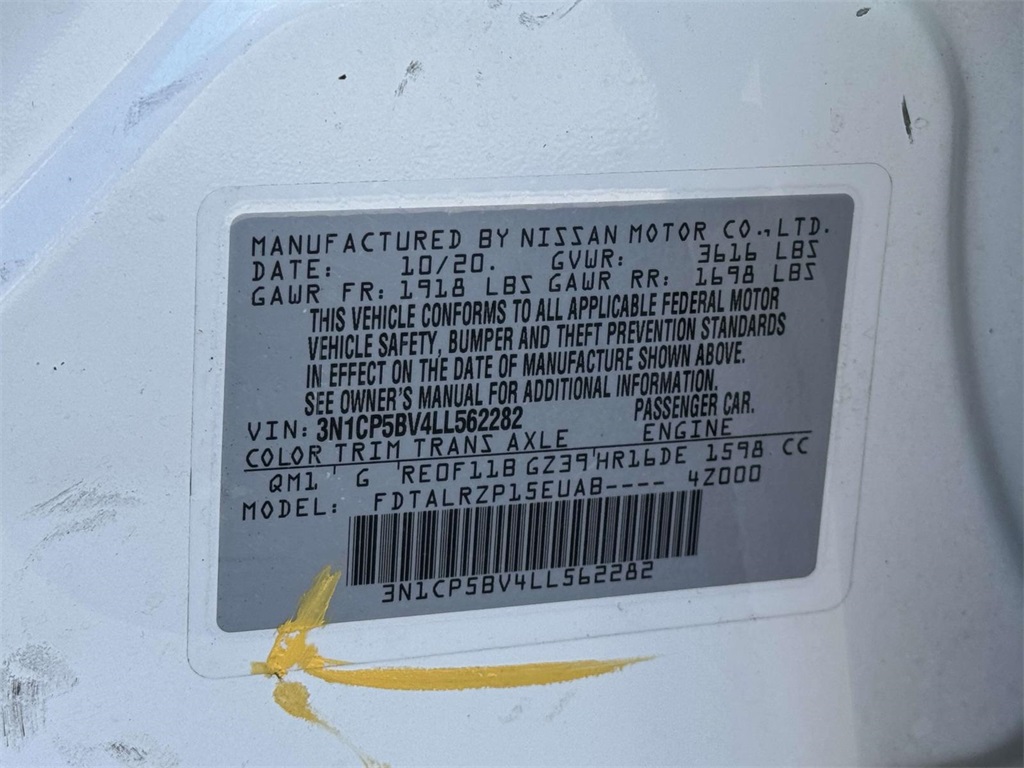 MANUFACTURED BY NISSAN MOTOR CO., LTD.
DATE: 10/20. GVWR: 3616 LBS
GAWR FR: 1918 LBS GAWR RR: 1698 LBS
THIS VEHICLE CONFORMS TO ALL APPLICABLE FEDERAL MOTOR
VEHICLE SAFETY, BUMPER AND THEFT PREVENTION STANDARDS
IN EFFECT ON THE DATE OF MANUFACTURE SHOWN ABOVE.
SEE OWNER'S MANUAL FOR ADDITIONAL INFORMATION.
VIN: 3N1CP5BV4LL562282 PASSENGER CAR.
COLOR TRIM TRANS AXLE ENGINE
QM1 G RE0F11B GZ39 HR16DE 1598 CC
MODEL: FDTALRZP15EUAB---- 4Z000
3N1CP5BV4LL562282